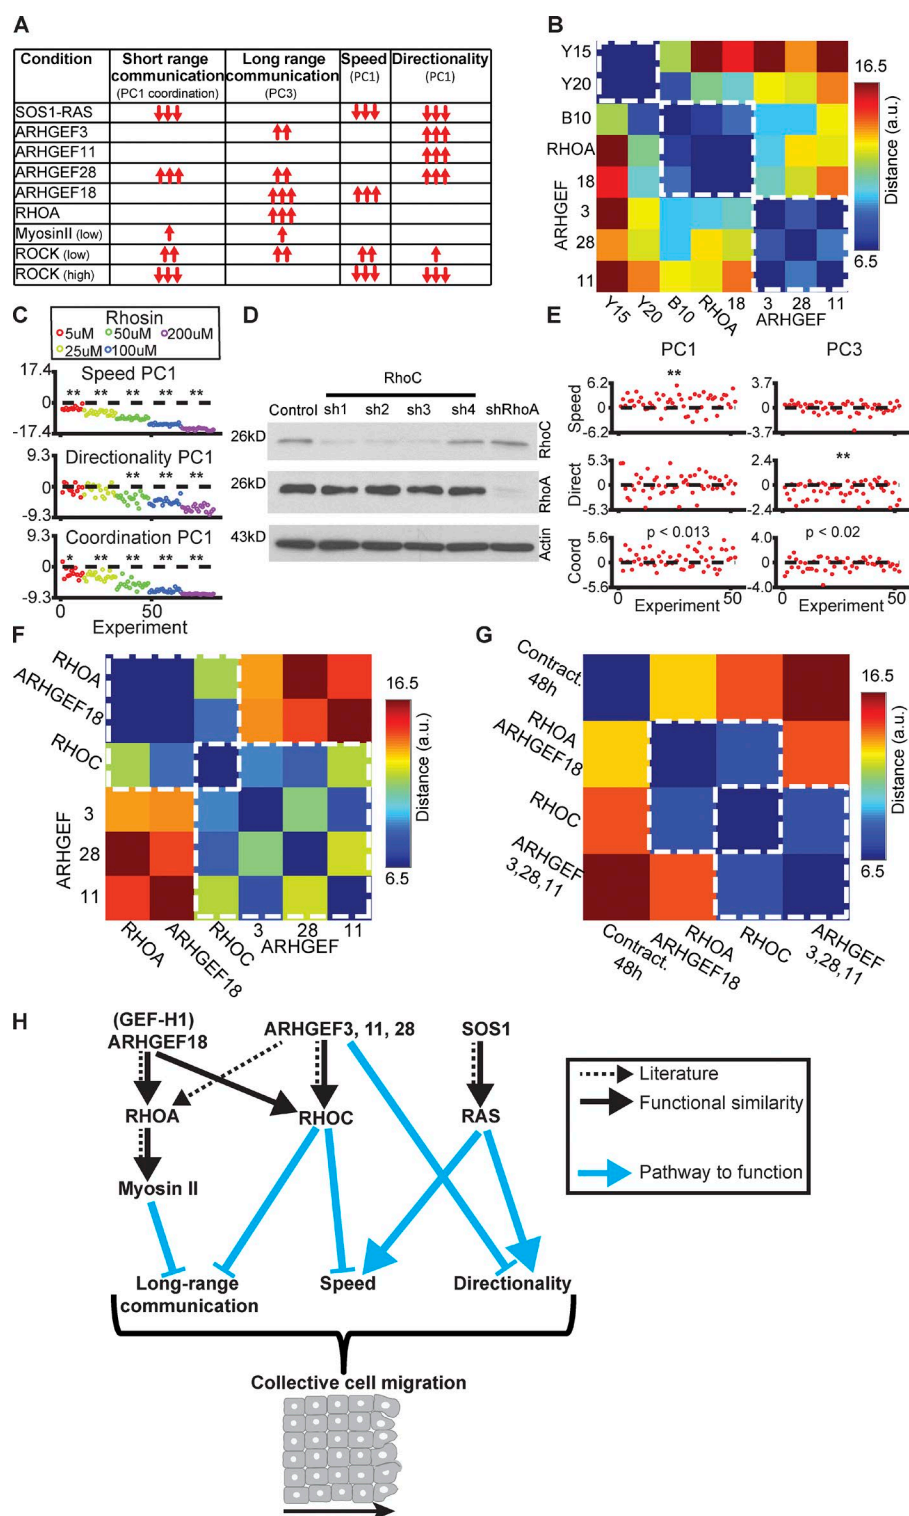 A
Condition
Short range communication (PC1 coordination)
Long range communication (PC3)
Speed (PC1)
Directionality (PC1)
SOS1-RAS ↓↓↓ ↓↓↓ ↓↓↓
ARHGEF3 ↑↑ ↑↑↑
ARHGEF11 ↑↑↑
ARHGEF28 ↑↑↑ ↑↑ ↑↑↑
ARHGEF18 ↑↑↑ ↑↑↑
RHOA ↑↑↑
MyosinII (low) ↑ ↑
ROCK (low) ↑↑ ↑↑ ↑↑ ↑
ROCK (high) ↓↓↓ ↓↓↓ ↓↓↓
B
Y15
Y20
B10
RHOA
18
3
28
11
ARHGEF
Y15 Y20 B10 RHOA 18 3 28 11
ARHGEF
16.5
6.5
Distance (a.u.)
C
Rhosin
5uM 50uM 200uM
25uM 100uM
Speed PC1
17.4
0
-17.4
** ** ** ** **
Directionality PC1
9.3
0
-9.3
** ** **
Coordination PC1
9.3
0
-9.3
* ** ** ** **
0 50
Experiment
D
RhoC
Control sh1 sh2 sh3 sh4 shRhoA
26kD RhoC
26kD RhoA
43kD Actin
E
PC1 PC3
Speed
6.2
0
-6.2
**
3.7
0
-3.7
Direct
5.3
0
-5.3
2.4
0
-2.4
**
Coord
5.6
0
-5.6
p < 0.013
4.0
0
-4.0
p < 0.02
0 50
Experiment
0 50
Experiment
F
RHOA
ARHGEF18
RHOC
3
28
11
ARHGEF
RHOA ARHGEF18 RHOC 3 28 11
ARHGEF
16.5
6.5
Distance (a.u.)
G
Contract. 48h
RHOA ARHGEF18
RHOC
ARHGEF 3,28,11
Contract. 48h
RHOA ARHGEF18
RHOC
ARHGEF 3,28,11
16.5
6.5
Distance (a.u.)
H
(GEF-H1)
ARHGEF18
ARHGEF3, 11, 28
SOS1
RHOA
RHOC
RAS
Myosin II
Literature
Functional similarity
Pathway to function
Long-range communication
Speed
Directionality
Collective cell migration